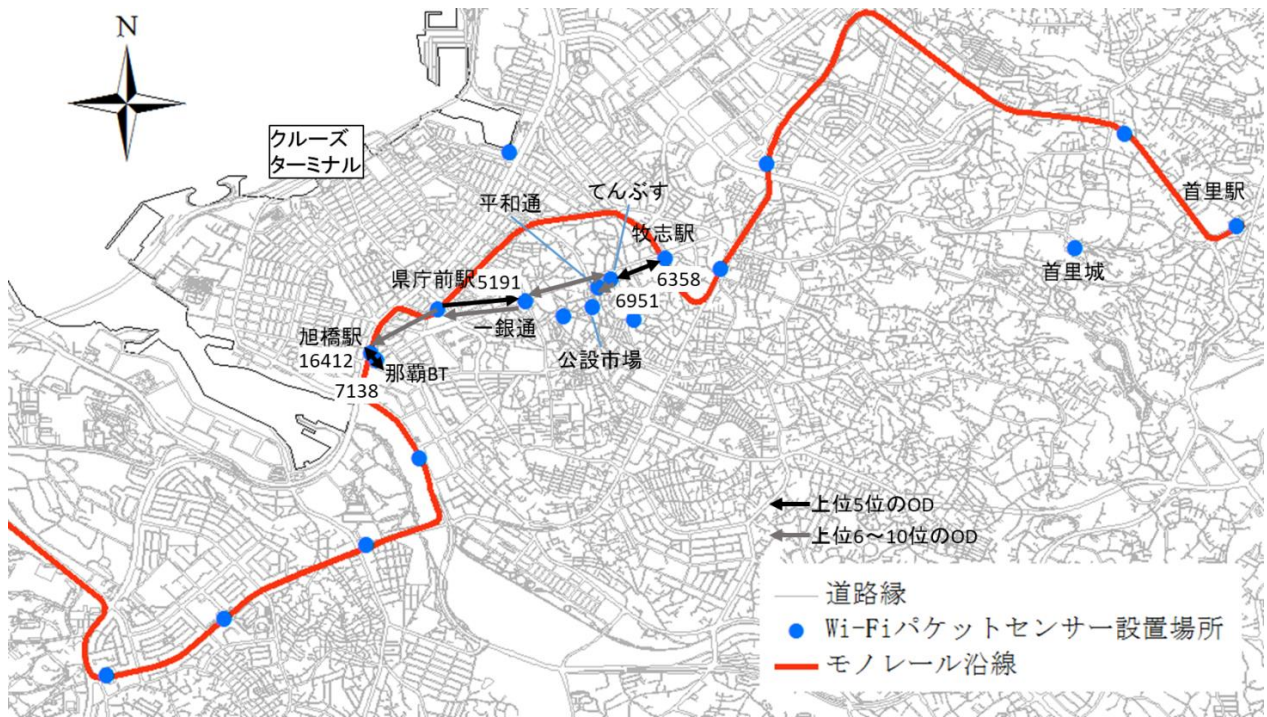 N
クルーズ
ターミナル
平和通
てんぶす
牧志駅
首里駅
首里城
県庁前駅
5191
6358
6951
一銀通
旭橋駅
16412
那覇BT
7138
公設市場
上位5位のOD
上位6～10位のOD
道路縁
Wi-Fiパケットセンサー設置場所
モノレール沿線